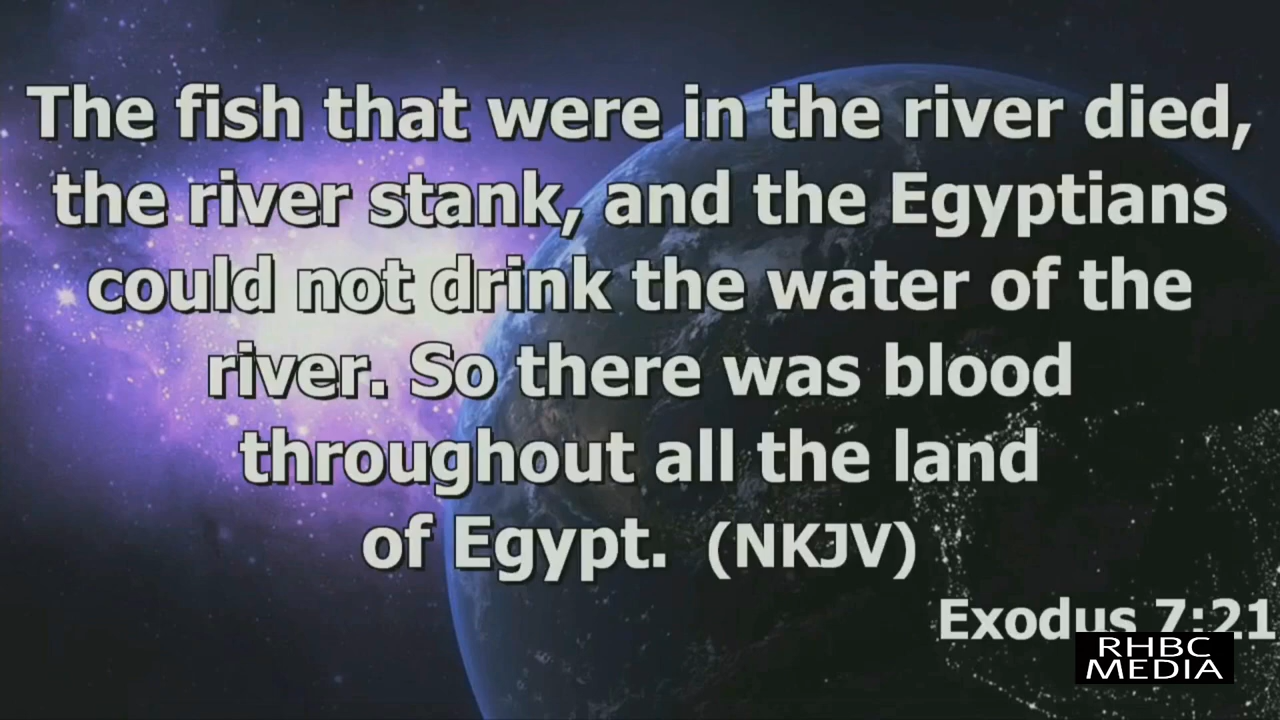 The fish that were in the river died,
the river stank, and the Egyptians
could not drink the water of the
river. So there was blood
throughout all the land
of Egypt. (NKJV)
Exodus 7:21
RHBC
MEDIA